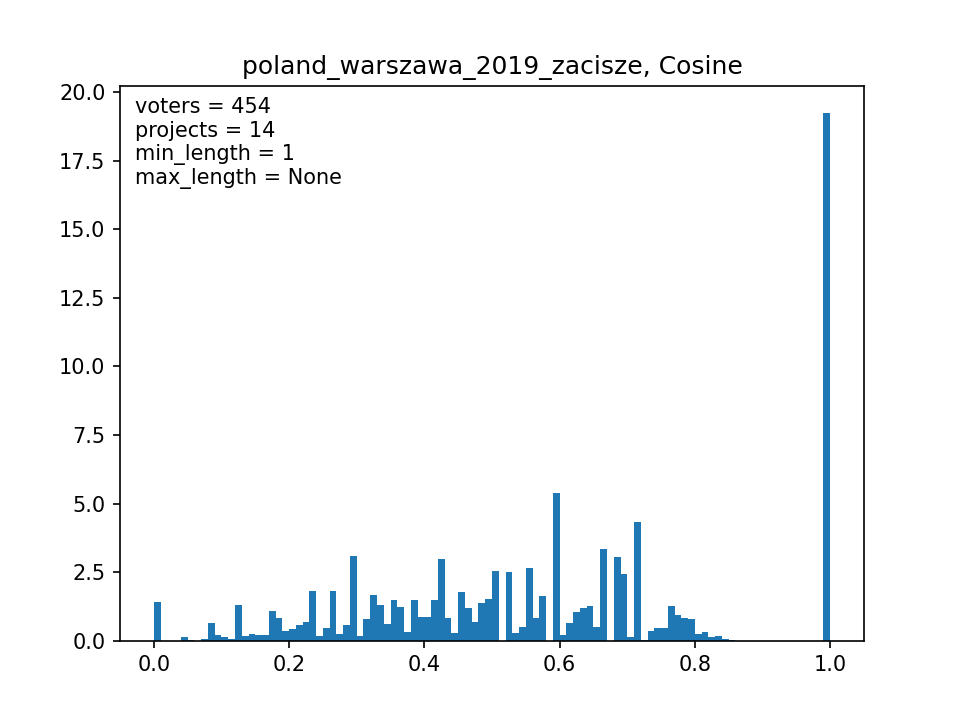 poland_warszawa_2019_zacisze, Cosine
voters = 454
projects = 14
min_length = 1
max_length = None
20.0
17.5
15.0
12.5
10.0
7.5
5.0
2.5
0.0
0.0 0.2 0.4 0.6 0.8 1.0